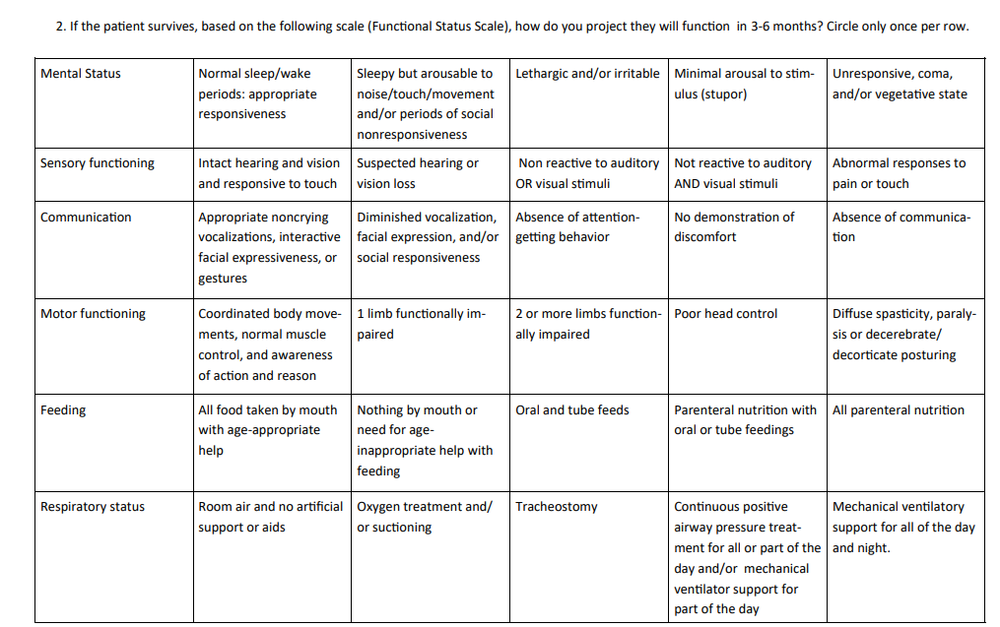 2. If the patient survives, based on the following scale (Functional Status Scale), how do you project they will function in 3-6 months? Circle only once per row.
Mental Status
Normal sleep/wake
periods: appropriate
responsiveness
Sleepy but arousable to
noise/touch/movement
and/or periods of social
nonresponsiveness
Lethargic and/or irritable
Minimal arousal to stim-
ulus (stupor)
Unresponsive, coma,
and/or vegetative state
Sensory functioning
Intact hearing and vision
and responsive to touch
Suspected hearing or
vision loss
Non reactive to auditory
OR visual stimuli
Not reactive to auditory
AND visual stimuli
Abnormal responses to
pain or touch
Communication
Appropriate noncrying
vocalizations, interactive
facial expressiveness, or
gestures
Diminished vocalization,
facial expression, and/or
social responsiveness
Absence of attention-
getting behavior
No demonstration of
discomfort
Absence of communica-
tion
Motor functioning
Coordinated body move-
ments, normal muscle
control, and awareness
of action and reason
1 limb functionally im-
paired
2 or more limbs function-
ally impaired
Poor head control
Diffuse spasticity, paraly-
sis or decerebrate/
decorticate posturing
Feeding
All food taken by mouth
with age-appropriate
help
Nothing by mouth or
need for age-
inappropriate help with
feeding
Oral and tube feeds
Parenteral nutrition with
oral or tube feedings
All parenteral nutrition
Respiratory status
Room air and no artificial
support or aids
Oxygen treatment and/
or suctioning
Tracheostomy
Continuous positive
airway pressure treat-
ment for all or part of the
day and/or mechanical
ventilator support for
part of the day
Mechanical ventilatory
support for all of the day
and night.